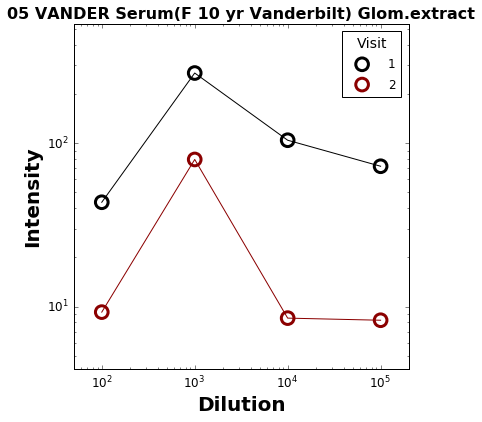 05 VANDER Serum(F 10 yr Vanderbilt) Glom.extract
Visit
1
2
Intensity
10²
10¹
10² 10³ 10⁴ 10⁵
Dilution